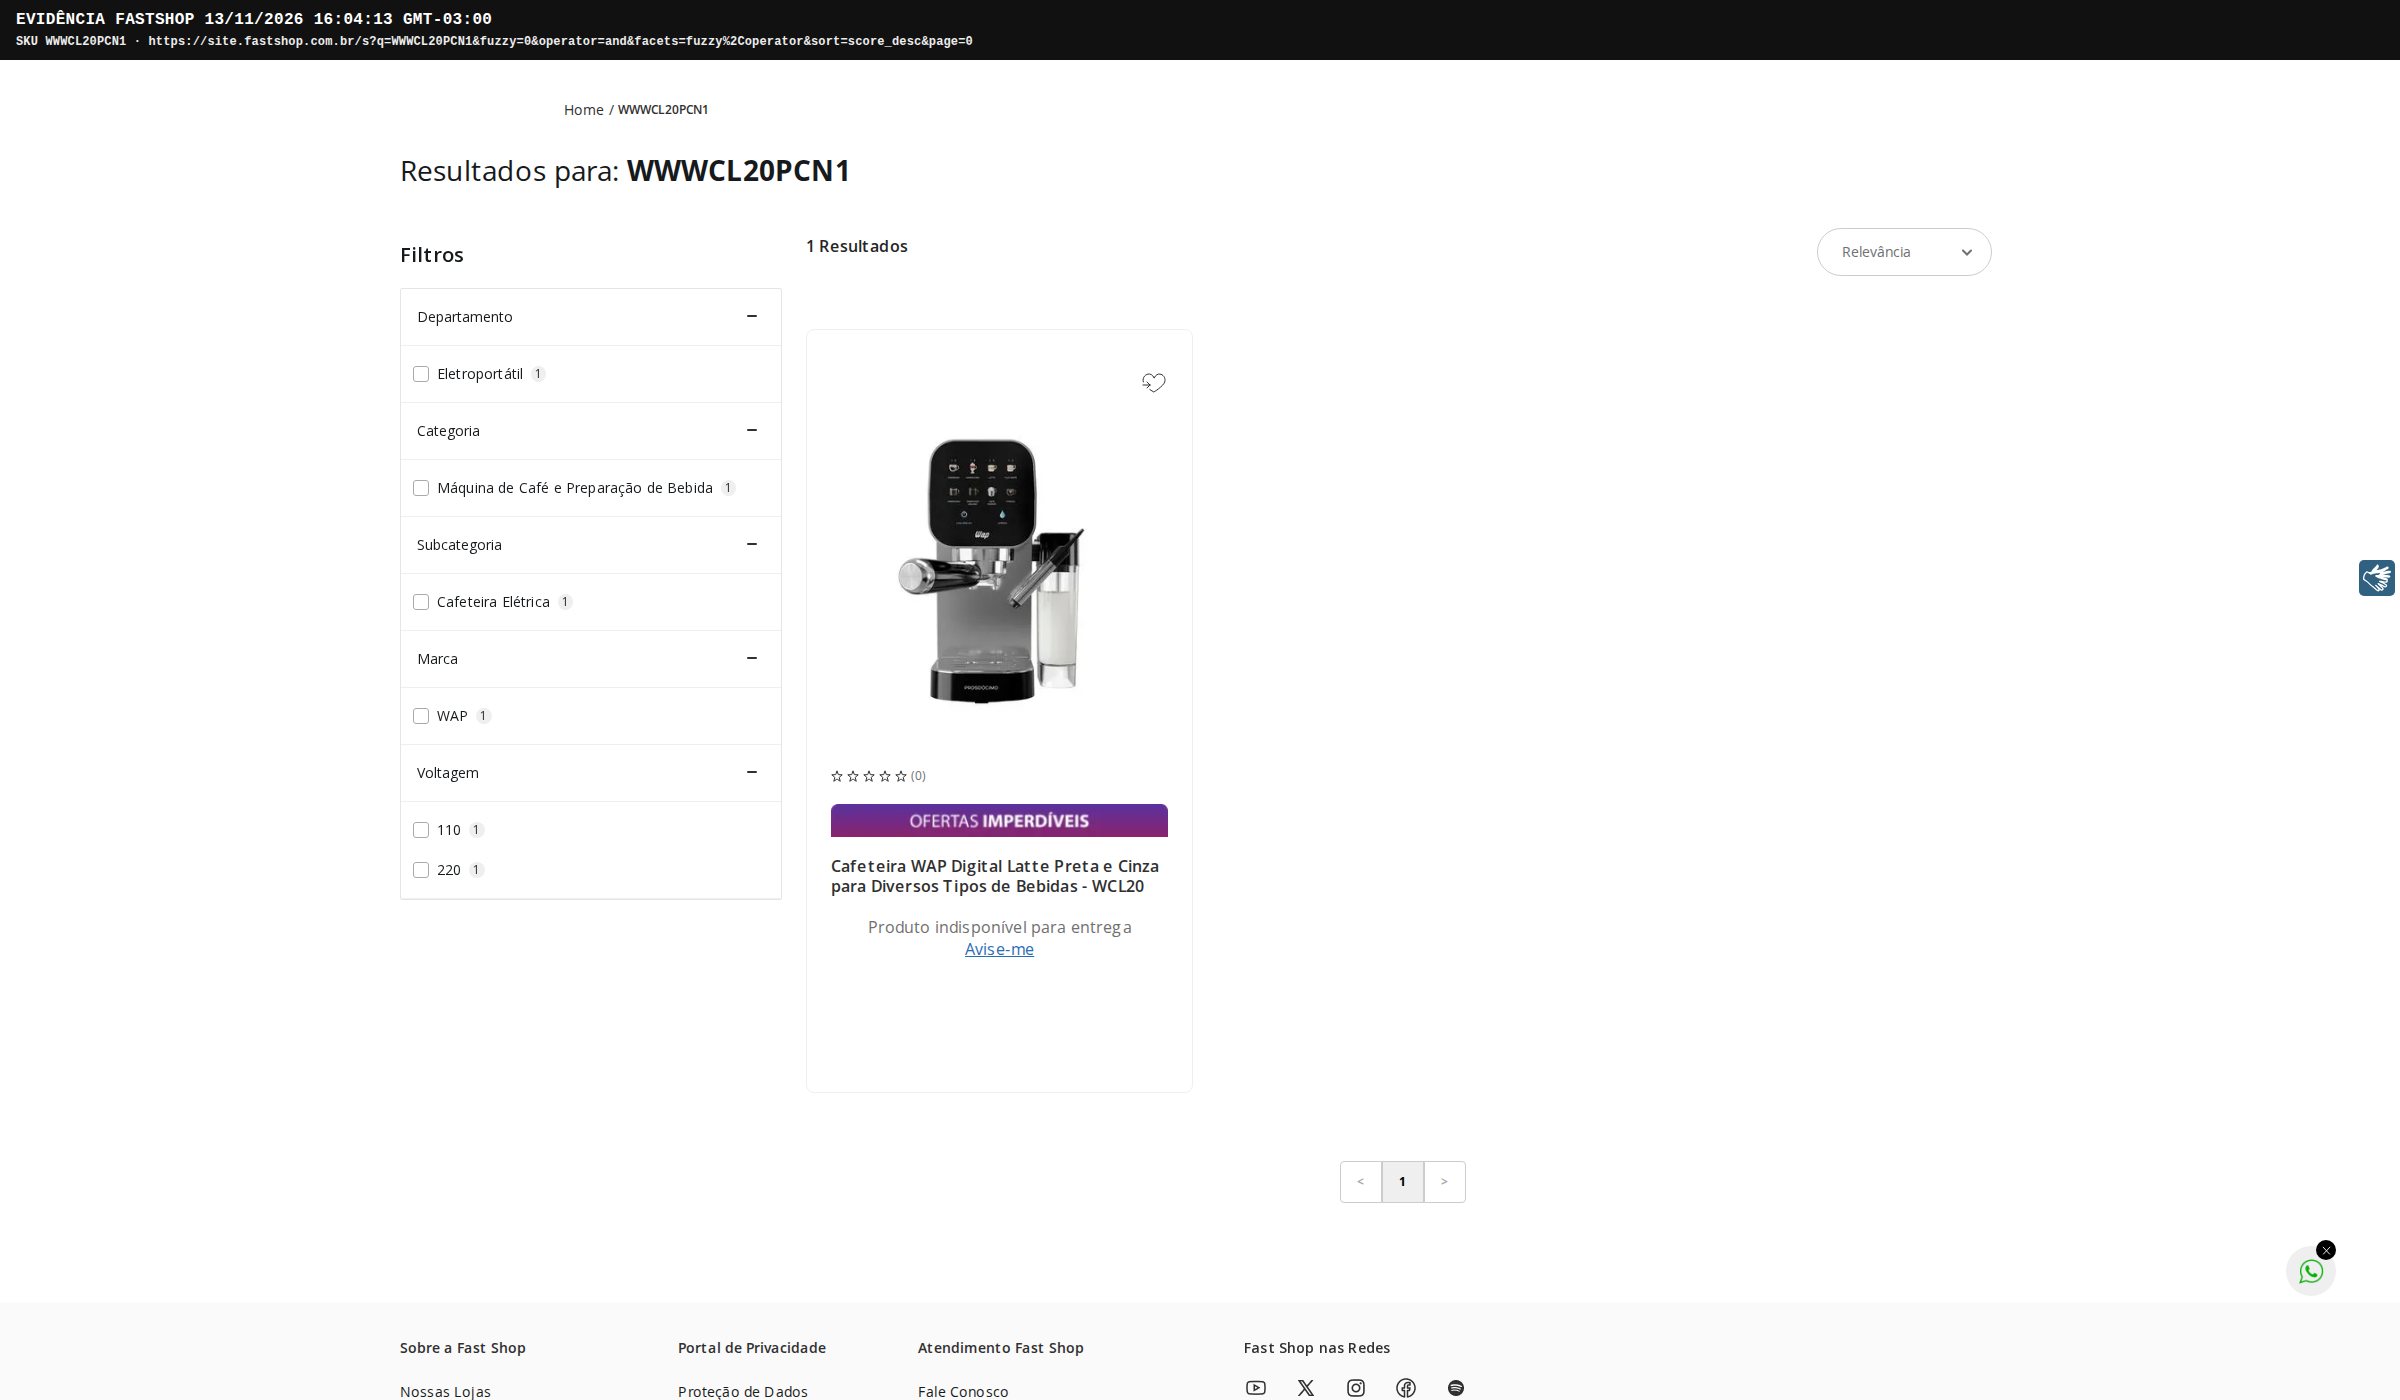 EVIDÊNCIA FASTSHOP 13/11/2026 16:04:13 GMT-03:00
SKU WWWCL20PCN1 · https://site.fastshop.com.br/s?q=WWWCL20PCN1&fuzzy=0&operator=and&facets=fuzzy%2Coperator&sort=score_desc&page=0
Home / WWWCL20PCN1
Resultados para: WWWCL20PCN1
Filtros
1 Resultados
Relevância
Departamento
Eletroportátil 1
Categoria
Máquina de Café e Preparação de Bebida 1
Subcategoria
Cafeteira Elétrica 1
Marca
WAP 1
Voltagem
110 1
220 1
Wap
PROSDÓCIMO
(0)
OFERTAS IMPERDÍVEIS
Cafeteira WAP Digital Latte Preta e Cinza
para Diversos Tipos de Bebidas - WCL20
Produto indisponível para entrega
Avise-me
< 1 >
Sobre a Fast Shop
Portal de Privacidade
Atendimento Fast Shop
Fast Shop nas Redes
Nossas Lojas
Proteção de Dados
Fale Conosco